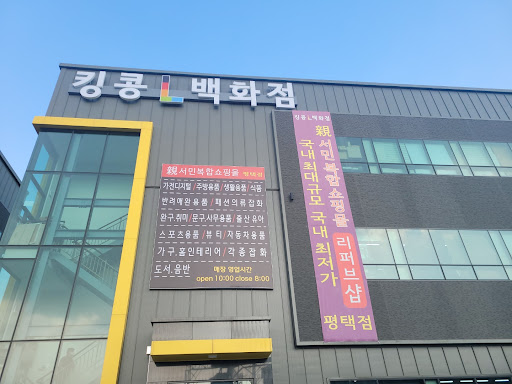 킹콩 L 백화점
親 서민복합쇼핑몰 평택점
가전디지털/주방용품/생활용품/식품
반려애완용품/패션의류잡화
완구,취미/문구,사무용품/출산 유아
스포츠용품/뷰티/자동차용품
가구,홈인테리어/각종잡화
도서,음반
매장 영업시간
open 10:00 close 8:00
킹콩 L백화점
親 서민복합쇼핑몰 리퍼브샵
국내최대규모 국내최저가
평택점